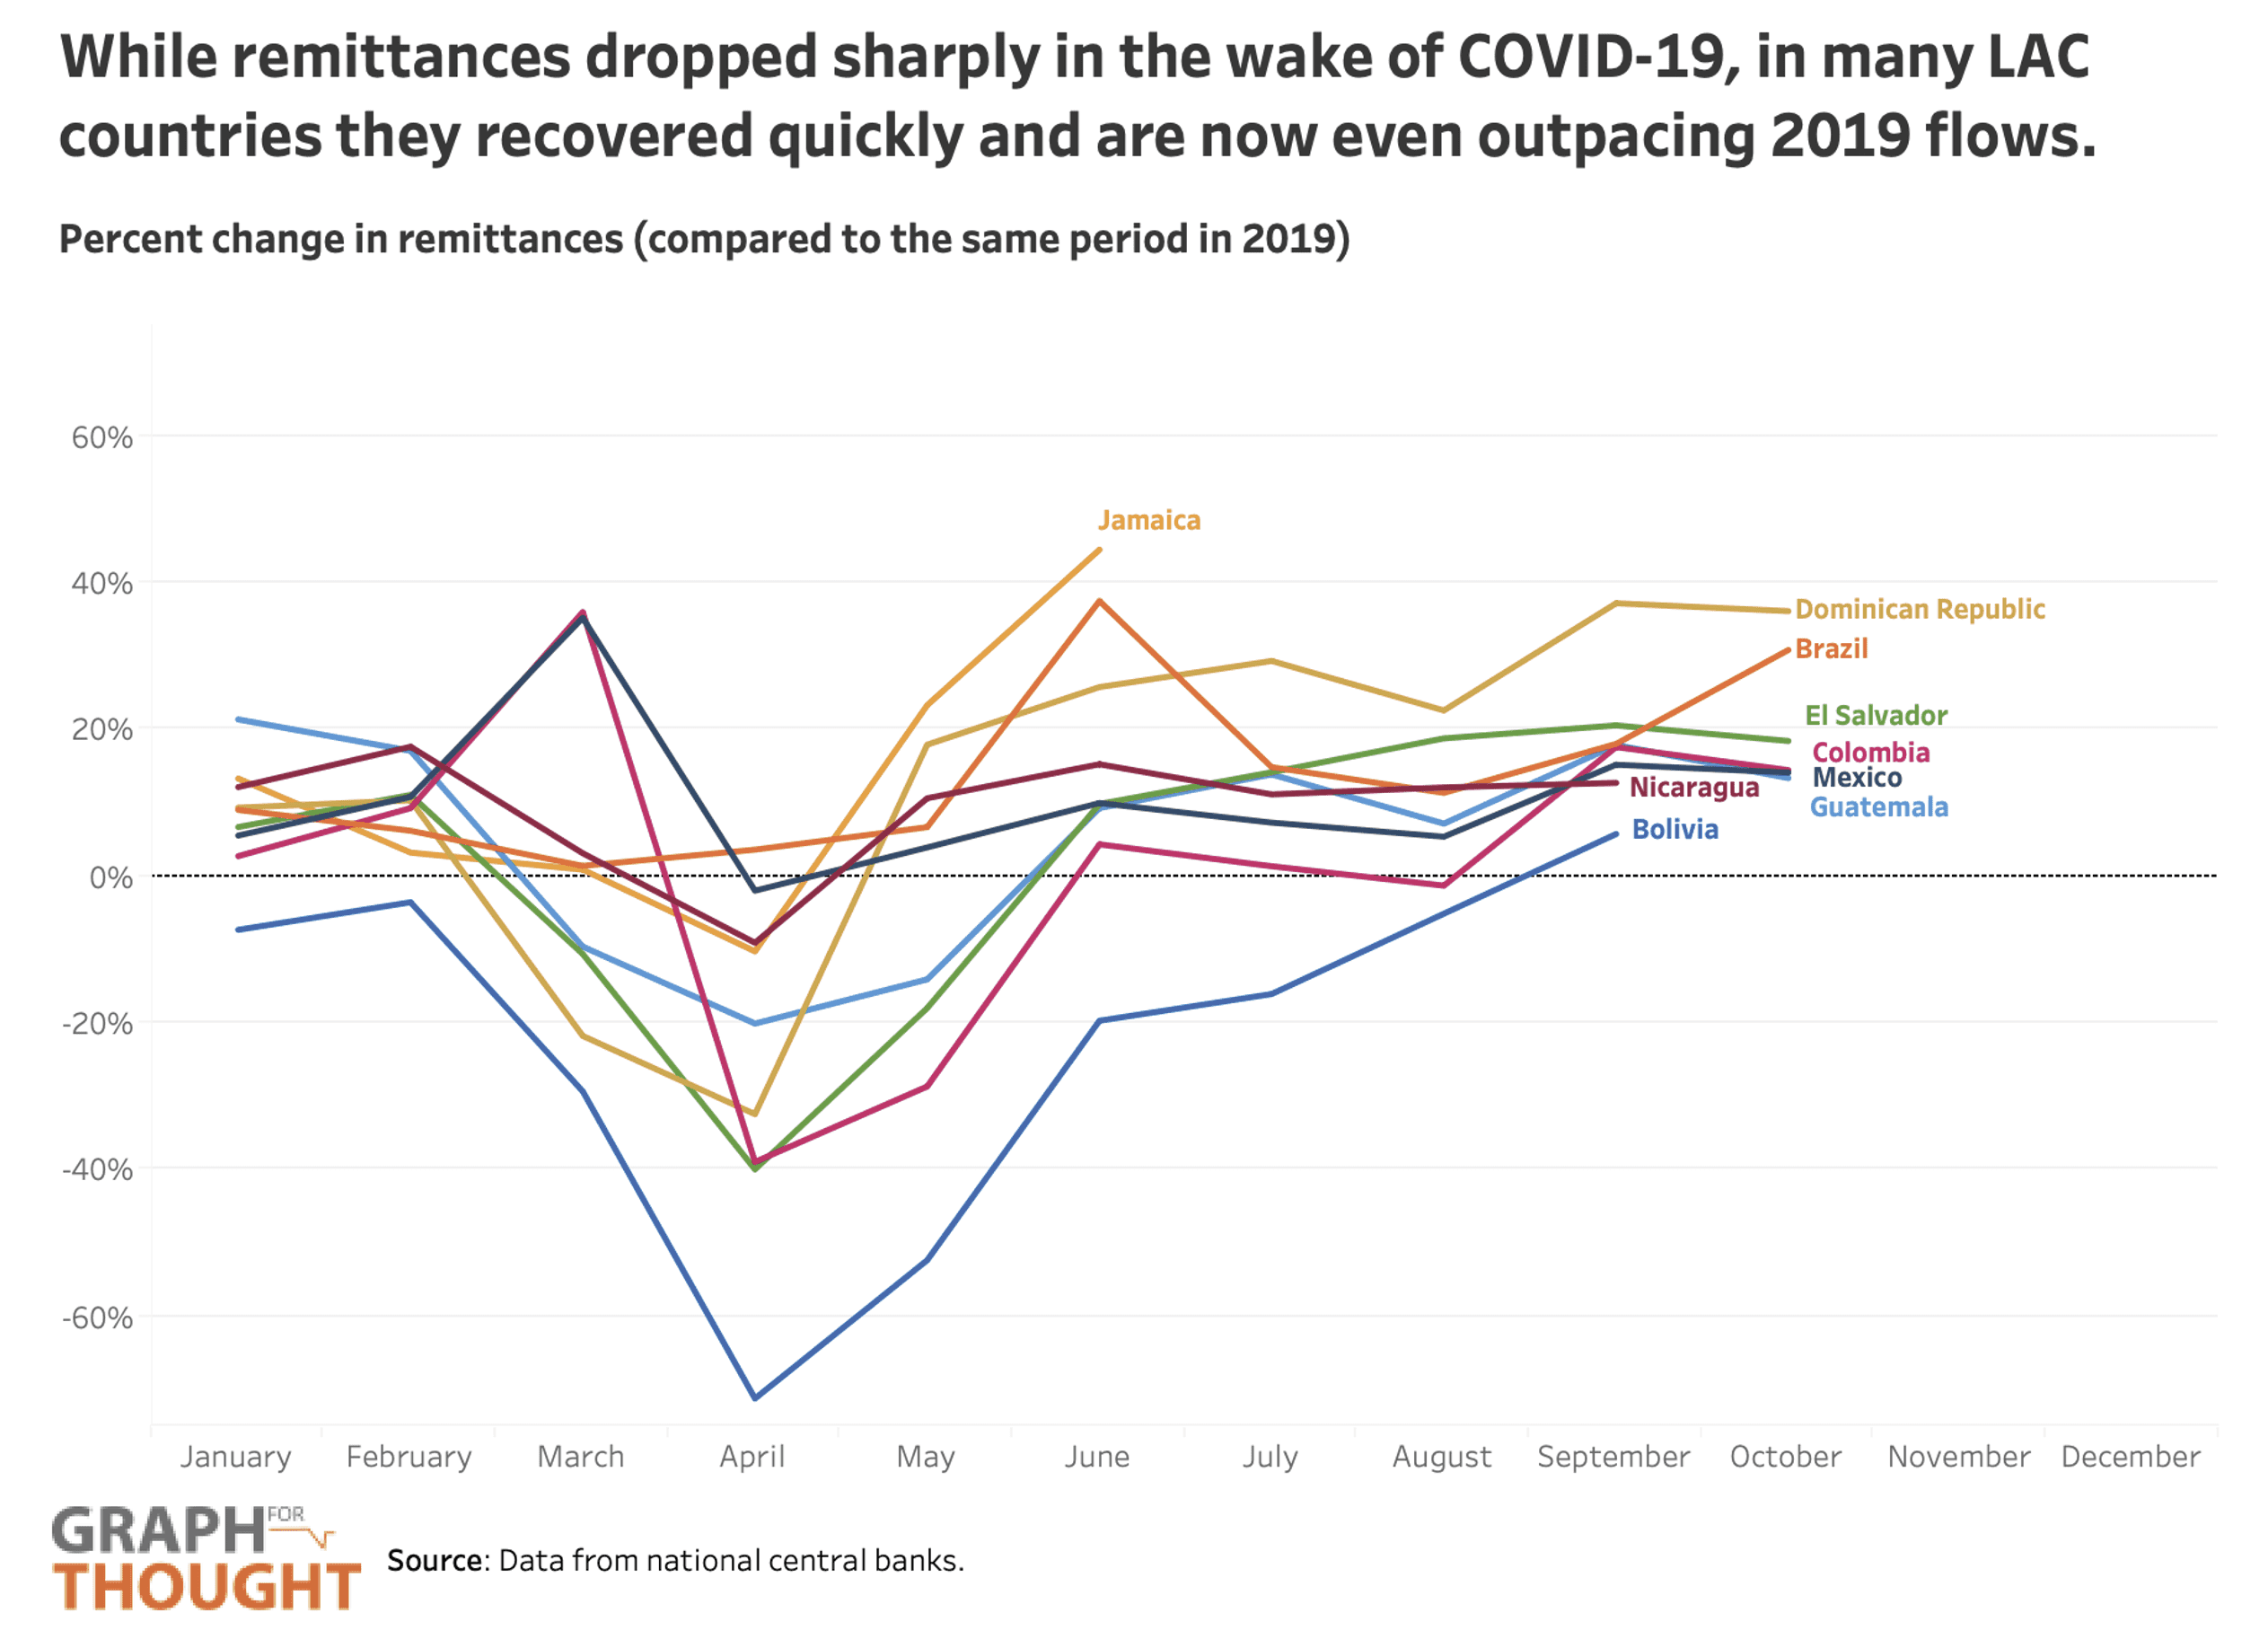 While remittances dropped sharply in the wake of COVID-19, in many LAC
countries they recovered quickly and are now even outpacing 2019 flows.
Percent change in remittances (compared to the same period in 2019)
60%
40%
20%
0%
-20%
-40%
-60%
Jamaica
Dominican Republic
Brazil
El Salvador
Colombia
Mexico
Nicaragua
Guatemala
Bolivia
January February March April May June July August September October November December
GRAPH FOR
THOUGHT
Source: Data from national central banks.